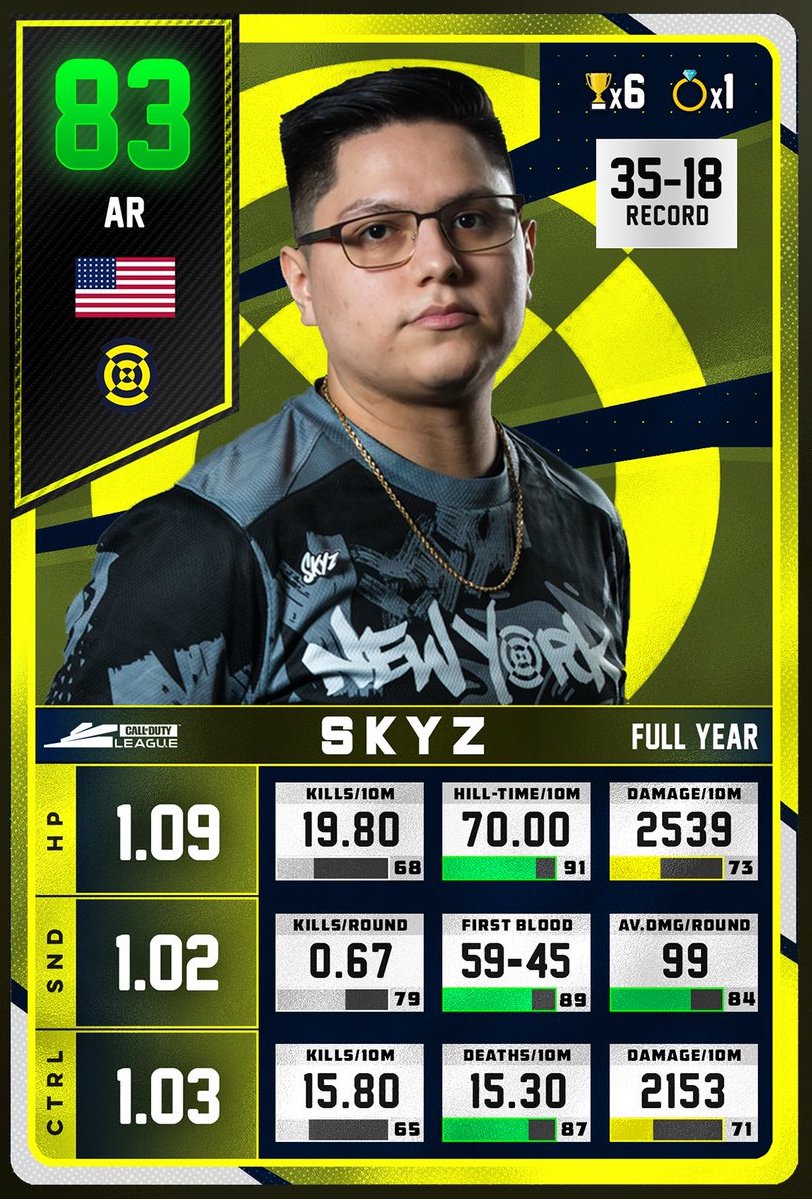 83
AR
x6 x1
35-18
RECORD
SKYZ
NEW YORK
CALL OF DUTY
LEAGUE
SKYZ
FULL YEAR
HP
1.09
KILLS/10M
19.80
68
HILL-TIME/10M
70.00
91
DAMAGE/10M
2539
73
SND
1.02
KILLS/ROUND
0.67
79
FIRST BLOOD
59-45
89
AV.DMG/ROUND
99
84
CTRL
1.03
KILLS/10M
15.80
65
DEATHS/10M
15.30
87
DAMAGE/10M
2153
71